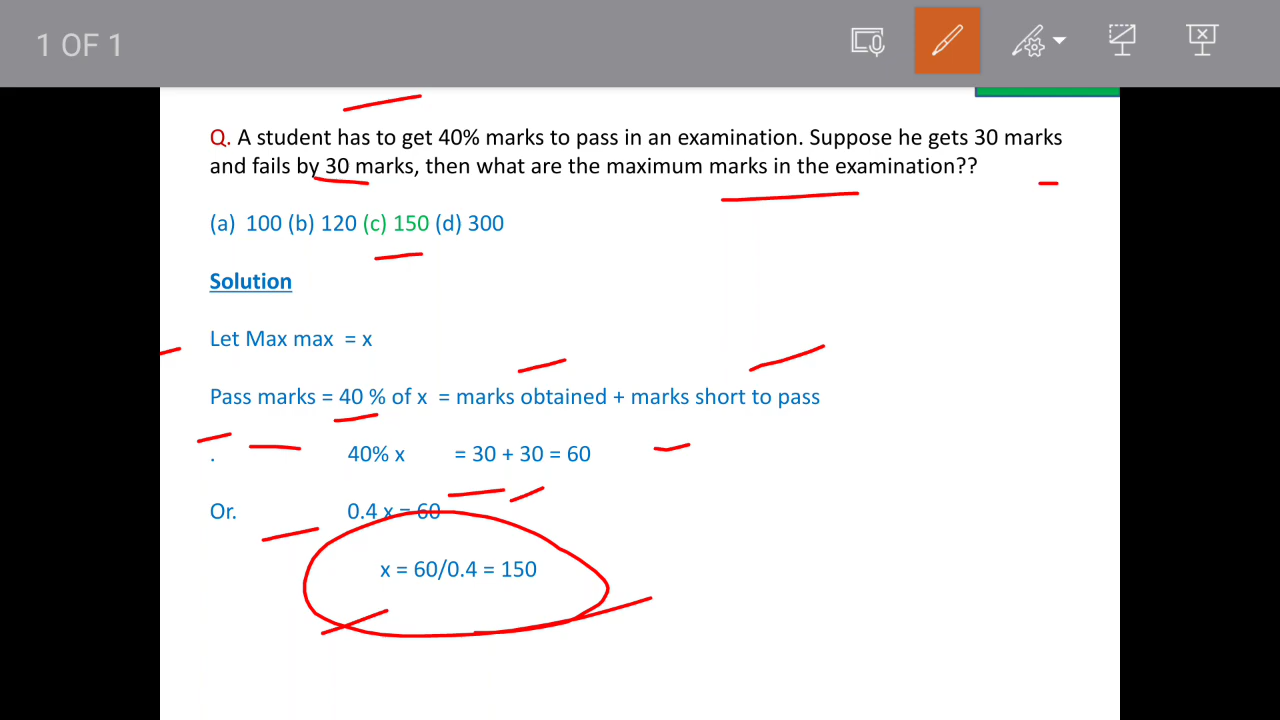 1 OF 1
Q. A student has to get 40% marks to pass in an examination. Suppose he gets 30 marks
and fails by 30 marks, then what are the maximum marks in the examination??
(a) 100 (b) 120 (c) 150 (d) 300
Solution
Let Max max = x
Pass marks = 40 % of x = marks obtained + marks short to pass
. 40% x = 30 + 30 = 60
Or. 0.4 x = 60
x = 60/0.4 = 150